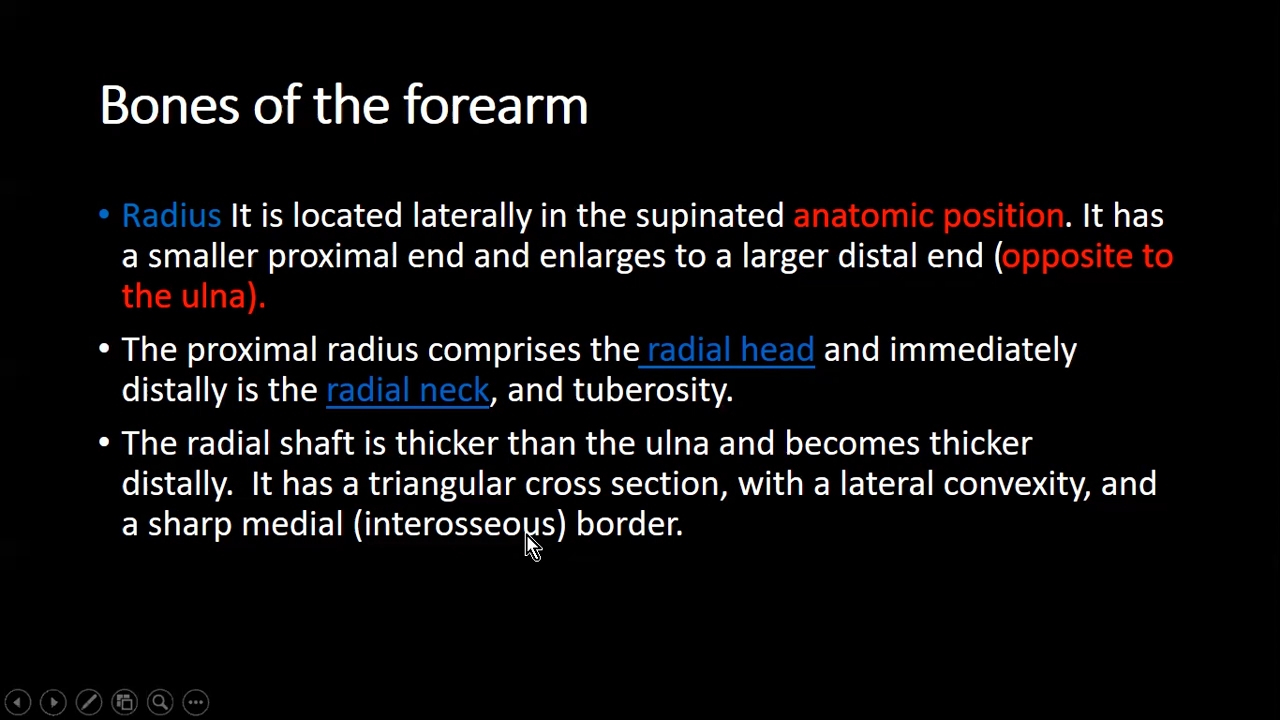 Bones of the forearm
• Radius It is located laterally in the supinated anatomic position. It has
a smaller proximal end and enlarges to a larger distal end (opposite to
the ulna).
• The proximal radius comprises the radial head and immediately
distally is the radial neck, and tuberosity.
• The radial shaft is thicker than the ulna and becomes thicker
distally.  It has a triangular cross section, with a lateral convexity, and
a sharp medial (interosseous) border.